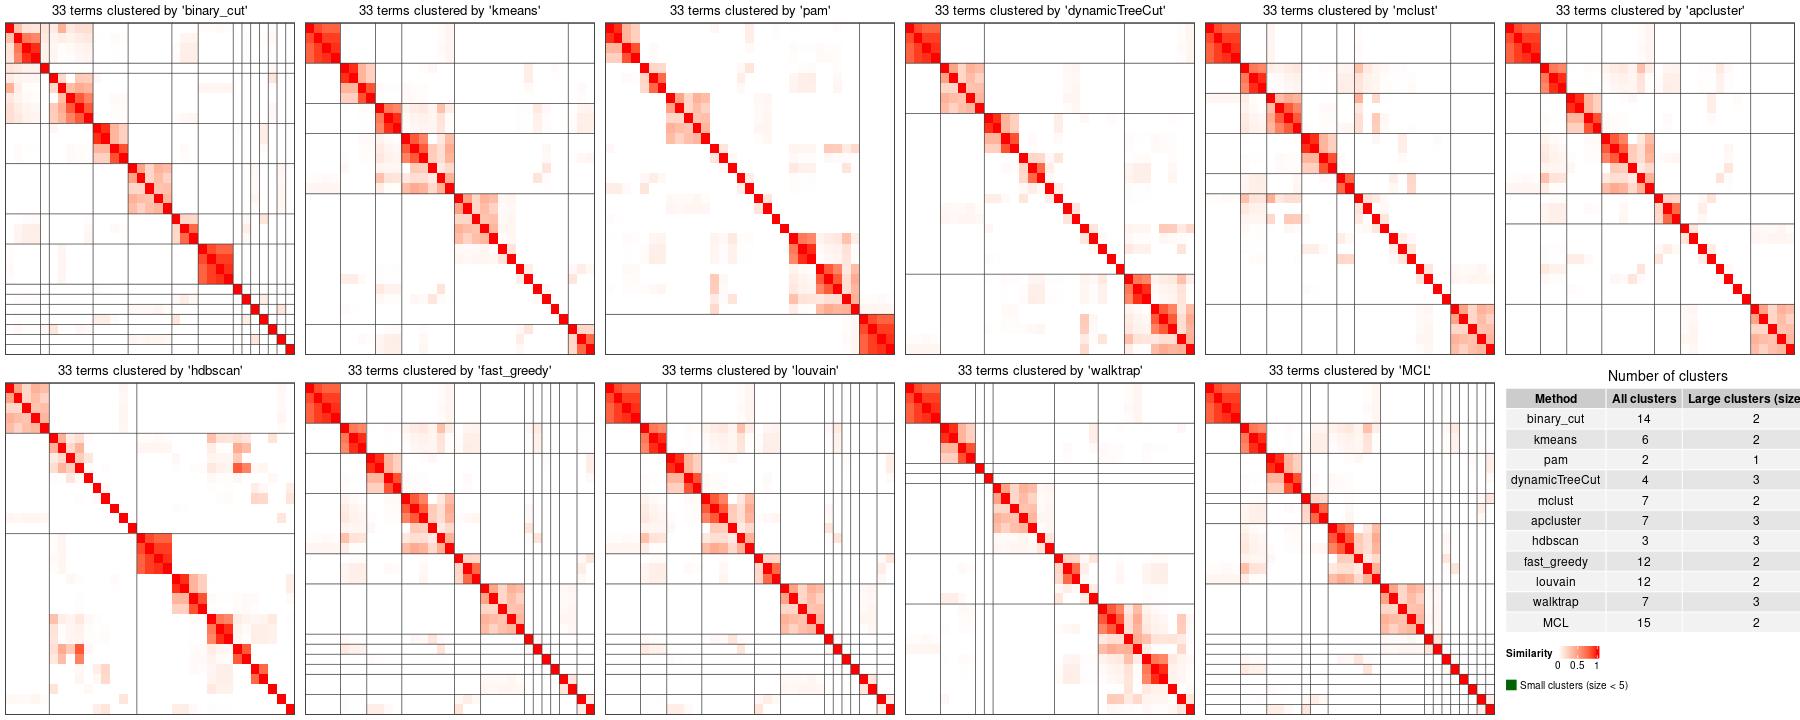 33 terms clustered by 'binary_cut'
33 terms clustered by 'kmeans'
33 terms clustered by 'pam'
33 terms clustered by 'dynamicTreeCut'
33 terms clustered by 'mclust'
33 terms clustered by 'apcluster'
33 terms clustered by 'hdbscan'
33 terms clustered by 'fast_greedy'
33 terms clustered by 'louvain'
33 terms clustered by 'walktrap'
33 terms clustered by 'MCL'
Number of clusters
Method All clusters Large clusters (size
binary_cut 14 2
kmeans 6 2
pam 2 1
dynamicTreeCut 4 3
mclust 7 2
apcluster 7 3
hdbscan 3 3
fast_greedy 12 2
louvain 12 2
walktrap 7 3
MCL 15 2
Similarity
0 0.5 1
Small clusters (size < 5)